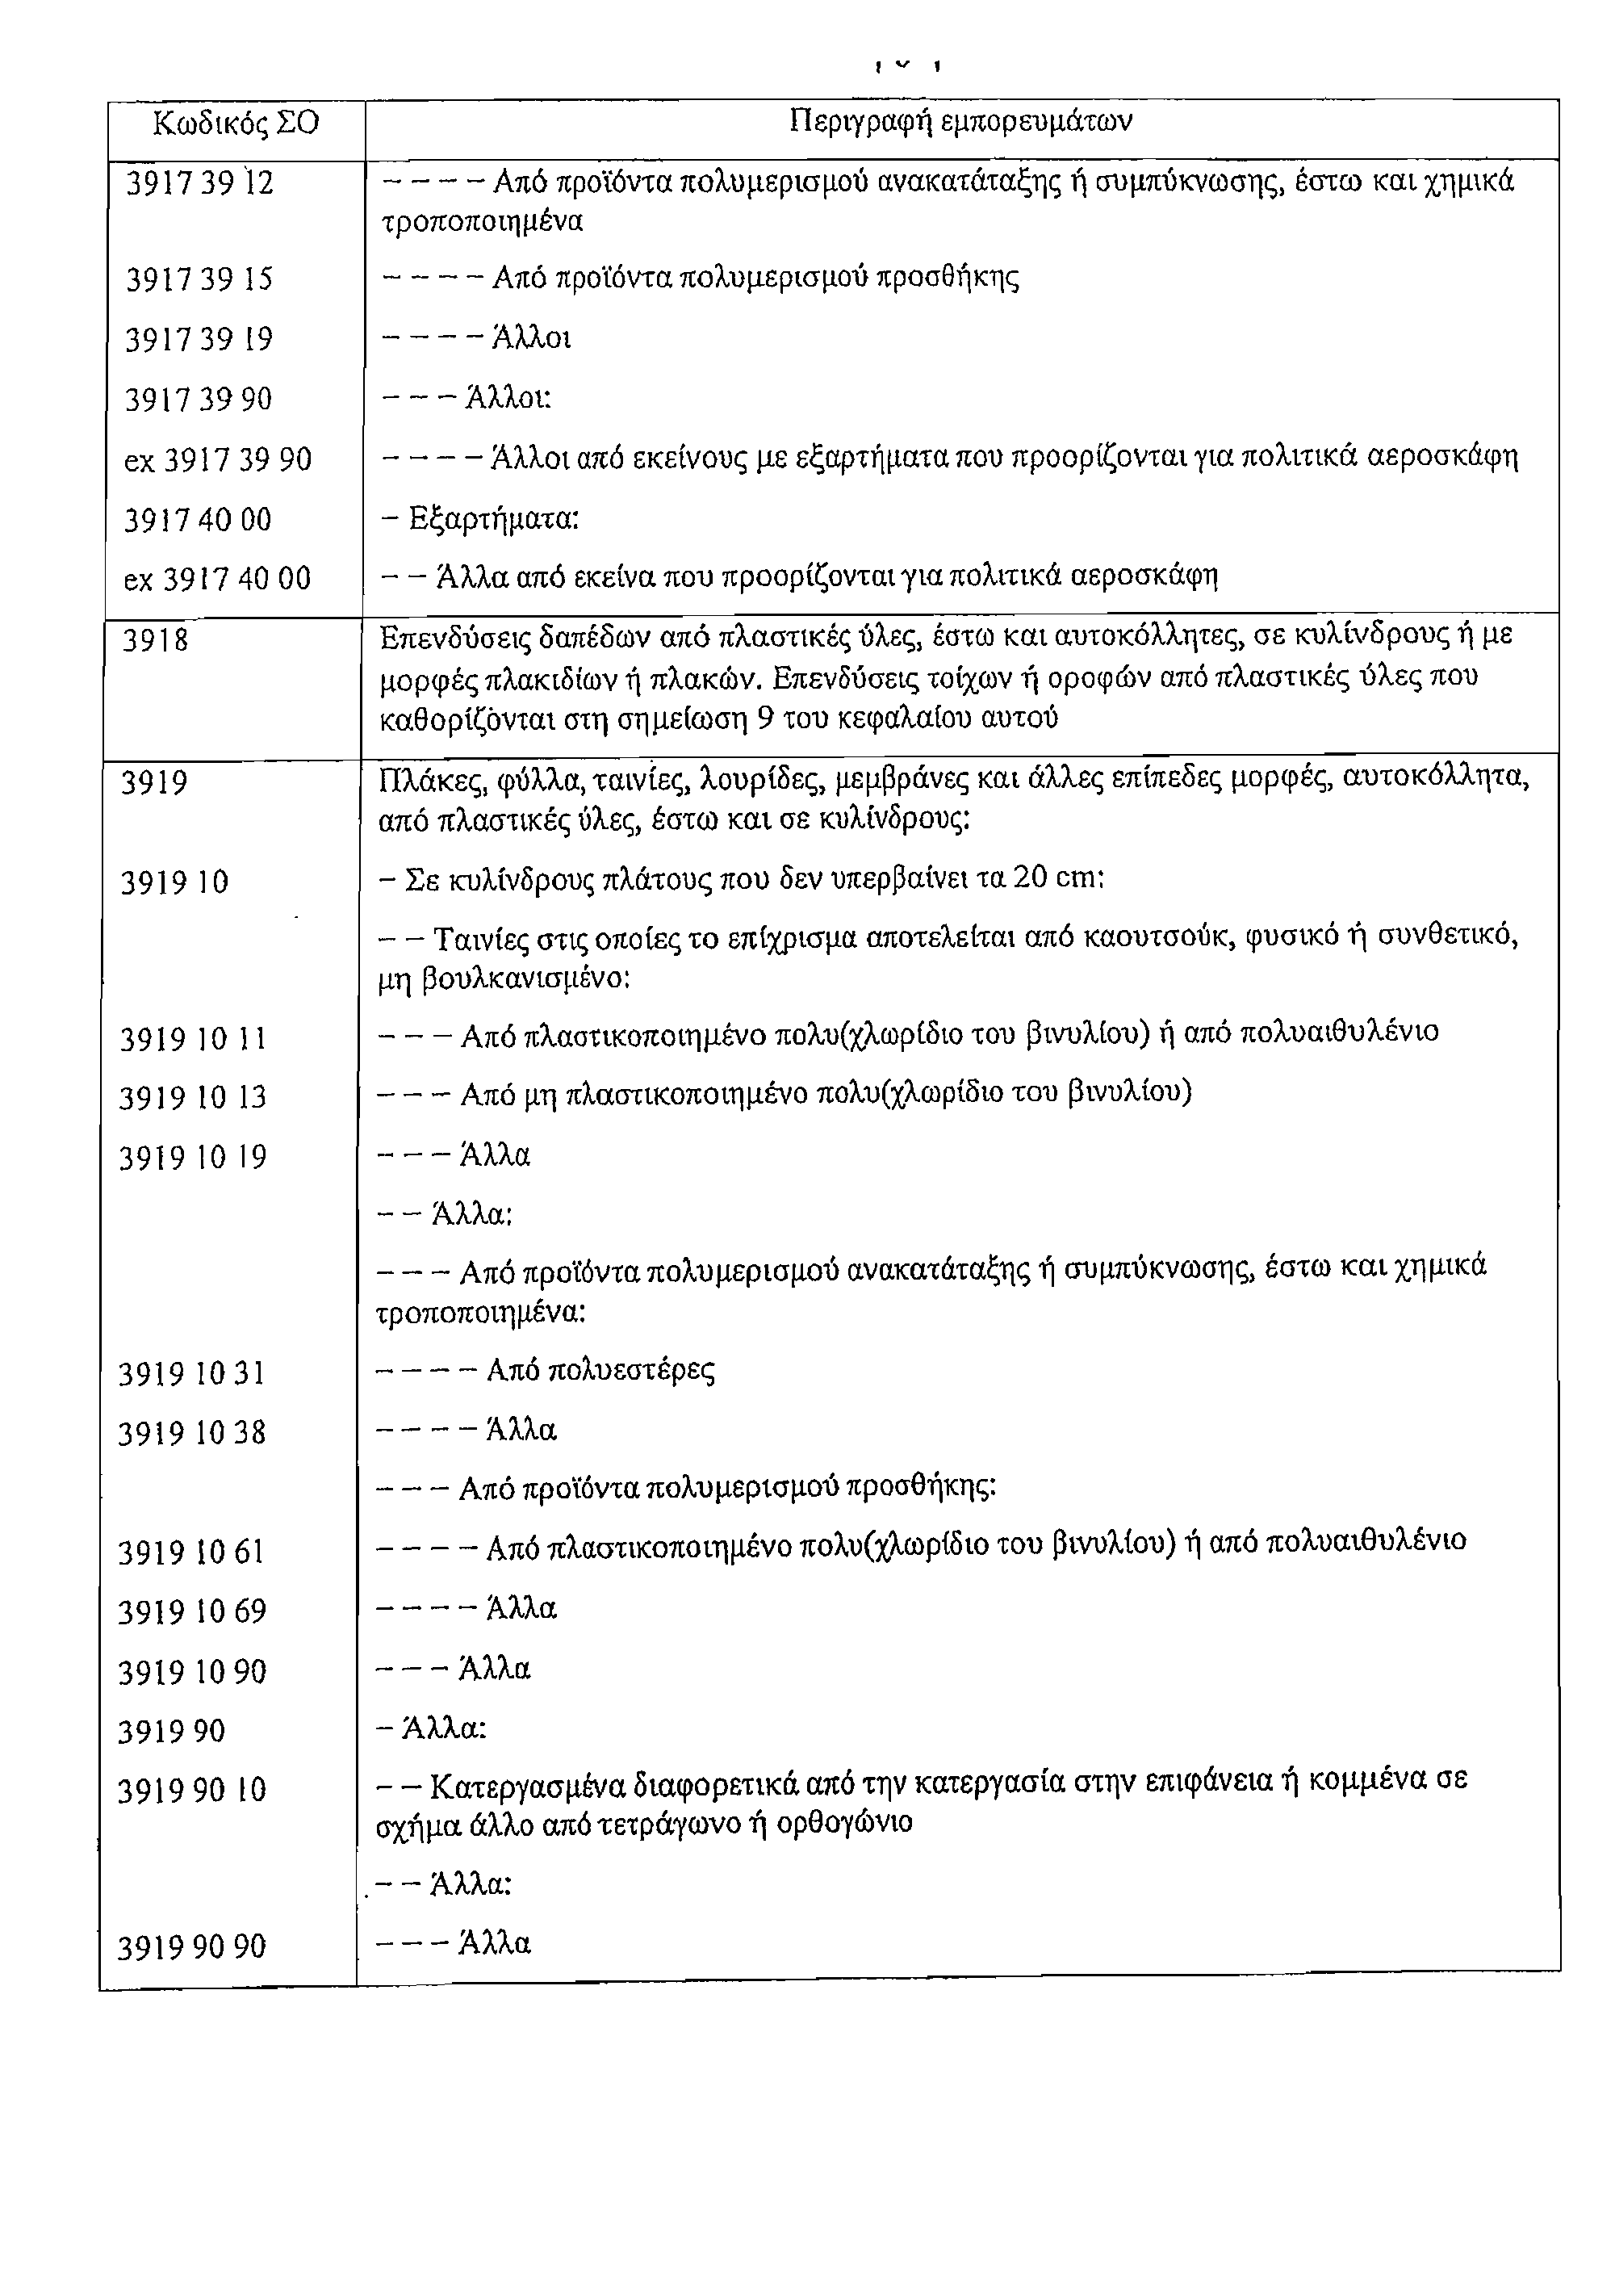 Κωδικός ΣΟ Περιγραφή εμπορευμάτων
3917 39 12 – – – – Από προϊόντα πολυμερισμού ανακατάταξης ή συμπύκνωσης, έστω και χημικά
τροποποιημένα
3917 39 15 – – – – Από προϊόντα πολυμερισμού προσθήκης
3917 39 19 – – – – Άλλοι
3917 39 90 – – – Άλλοι:
ex 3917 39 90 – – – – Άλλοι από εκείνους με εξαρτήματα που προορίζονται για πολιτικά αεροσκάφη
3917 40 00 – Εξαρτήματα:
ex 3917 40 00 – – Άλλα από εκείνα που προορίζονται για πολιτικά αεροσκάφη
3918 Επενδύσεις δαπέδων από πλαστικές ύλες, έστω και αυτοκόλλητες, σε κυλίνδρους ή με
μορφές πλακιδίων ή πλακών. Επενδύσεις τοίχων ή οροφών από πλαστικές ύλες που
καθορίζονται στη σημείωση 9 του κεφαλαίου αυτού
3919 Πλάκες, φύλλα, ταινίες, λουρίδες, μεμβράνες και άλλες επίπεδες μορφές, αυτοκόλλητα,
από πλαστικές ύλες, έστω και σε κυλίνδρους:
3919 10 – Σε κυλίνδρους πλάτους που δεν υπερβαίνει τα 20 cm:
– – Ταινίες στις οποίες το επίχρισμα αποτελείται από καουτσούκ, φυσικό ή συνθετικό,
μη βουλκανισμένο:
3919 10 11 – – – Από πλαστικοποιημένο πολυ(χλωρίδιο του βινυλίου) ή από πολυαιθυλένιο
3919 10 13 – – – Από μη πλαστικοποιημένο πολυ(χλωρίδιο του βινυλίου)
3919 10 19 – – – Άλλα
– – Άλλα:
– – – Από προϊόντα πολυμερισμού ανακατάταξης ή συμπύκνωσης, έστω και χημικά
τροποποιημένα:
3919 10 31 – – – – Από πολυεστέρες
3919 10 38 – – – – Άλλα
– – – Από προϊόντα πολυμερισμού προσθήκης:
3919 10 61 – – – – Από πλαστικοποιημένο πολυ(χλωρίδιο του βινυλίου) ή από πολυαιθυλένιο
3919 10 69 – – – – Άλλα
3919 10 90 – – – Άλλα
3919 90 – Άλλα:
3919 90 10 – – Κατεργασμένα διαφορετικά από την κατεργασία στην επιφάνεια ή κομμένα σε
σχήμα άλλο από τετράγωνο ή ορθογώνιο
– – Άλλα:
3919 90 90 – – – Άλλα